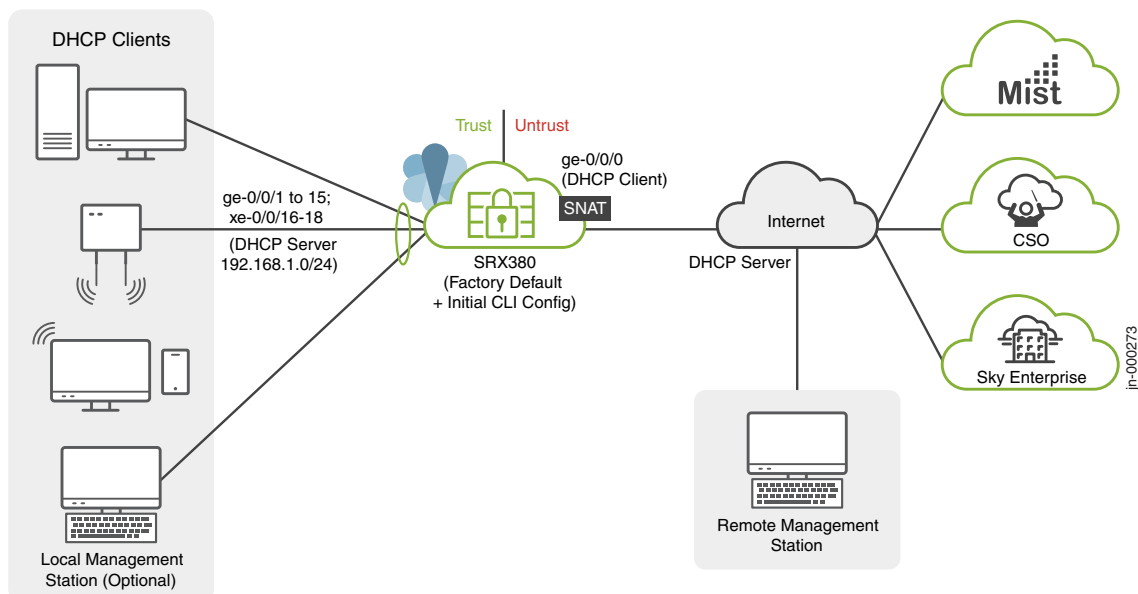 DHCP Clients
ge-0/0/1 to 15;
xe-0/0/16-18
(DHCP Server
192.168.1.0/24)
Local Management
Station (Optional)
Trust
Untrust
ge-0/0/0
(DHCP Client)
SNAT
SRX380
(Factory Default
+ Initial CLI Config)
Internet
DHCP Server
Remote Management
Station
Mist
CSO
Sky Enterprise
jn-000273